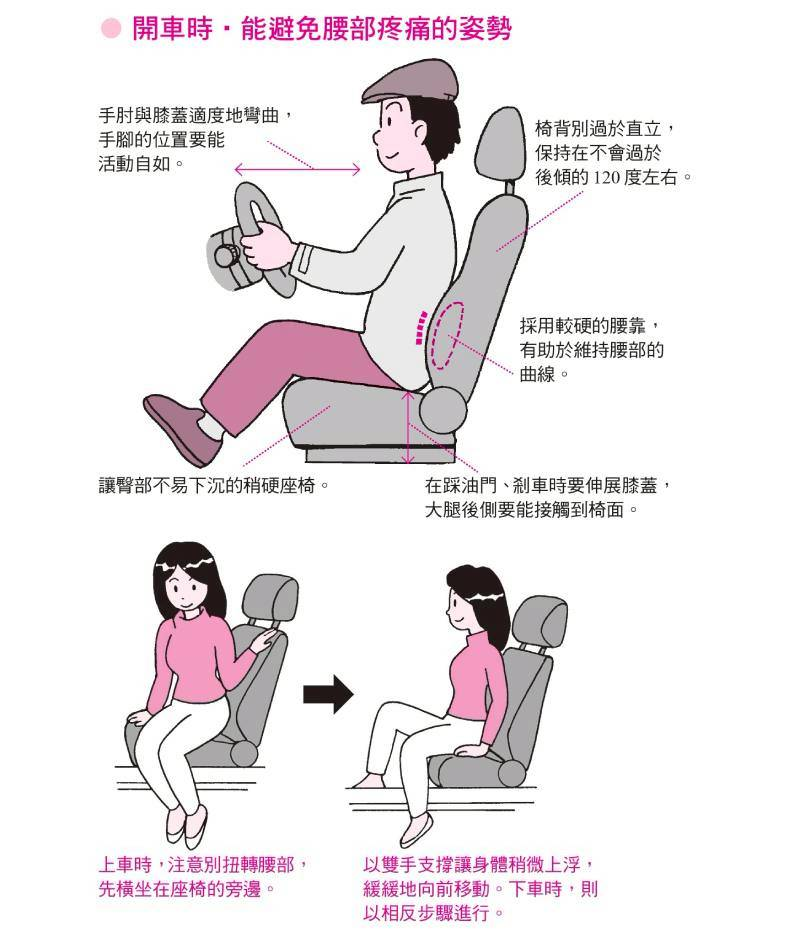 開車時・能避免腰部疼痛的姿勢
手肘與膝蓋適度地彎曲，
手腳的位置要能
活動自如。
椅背別過於直立，
保持在不會過於
後傾的 120 度左右。
採用較硬的腰靠，
有助於維持腰部的
曲線。
讓臀部不易下沉的稍硬座椅。
在踩油門、剎車時要伸展膝蓋，
大腿後側要能接觸到椅面。
上車時，注意別扭轉腰部，
先橫坐在座椅的旁邊。
以雙手支撐讓身體稍微上浮，
緩緩地向前移動。下車時，則
以相反步驟進行。